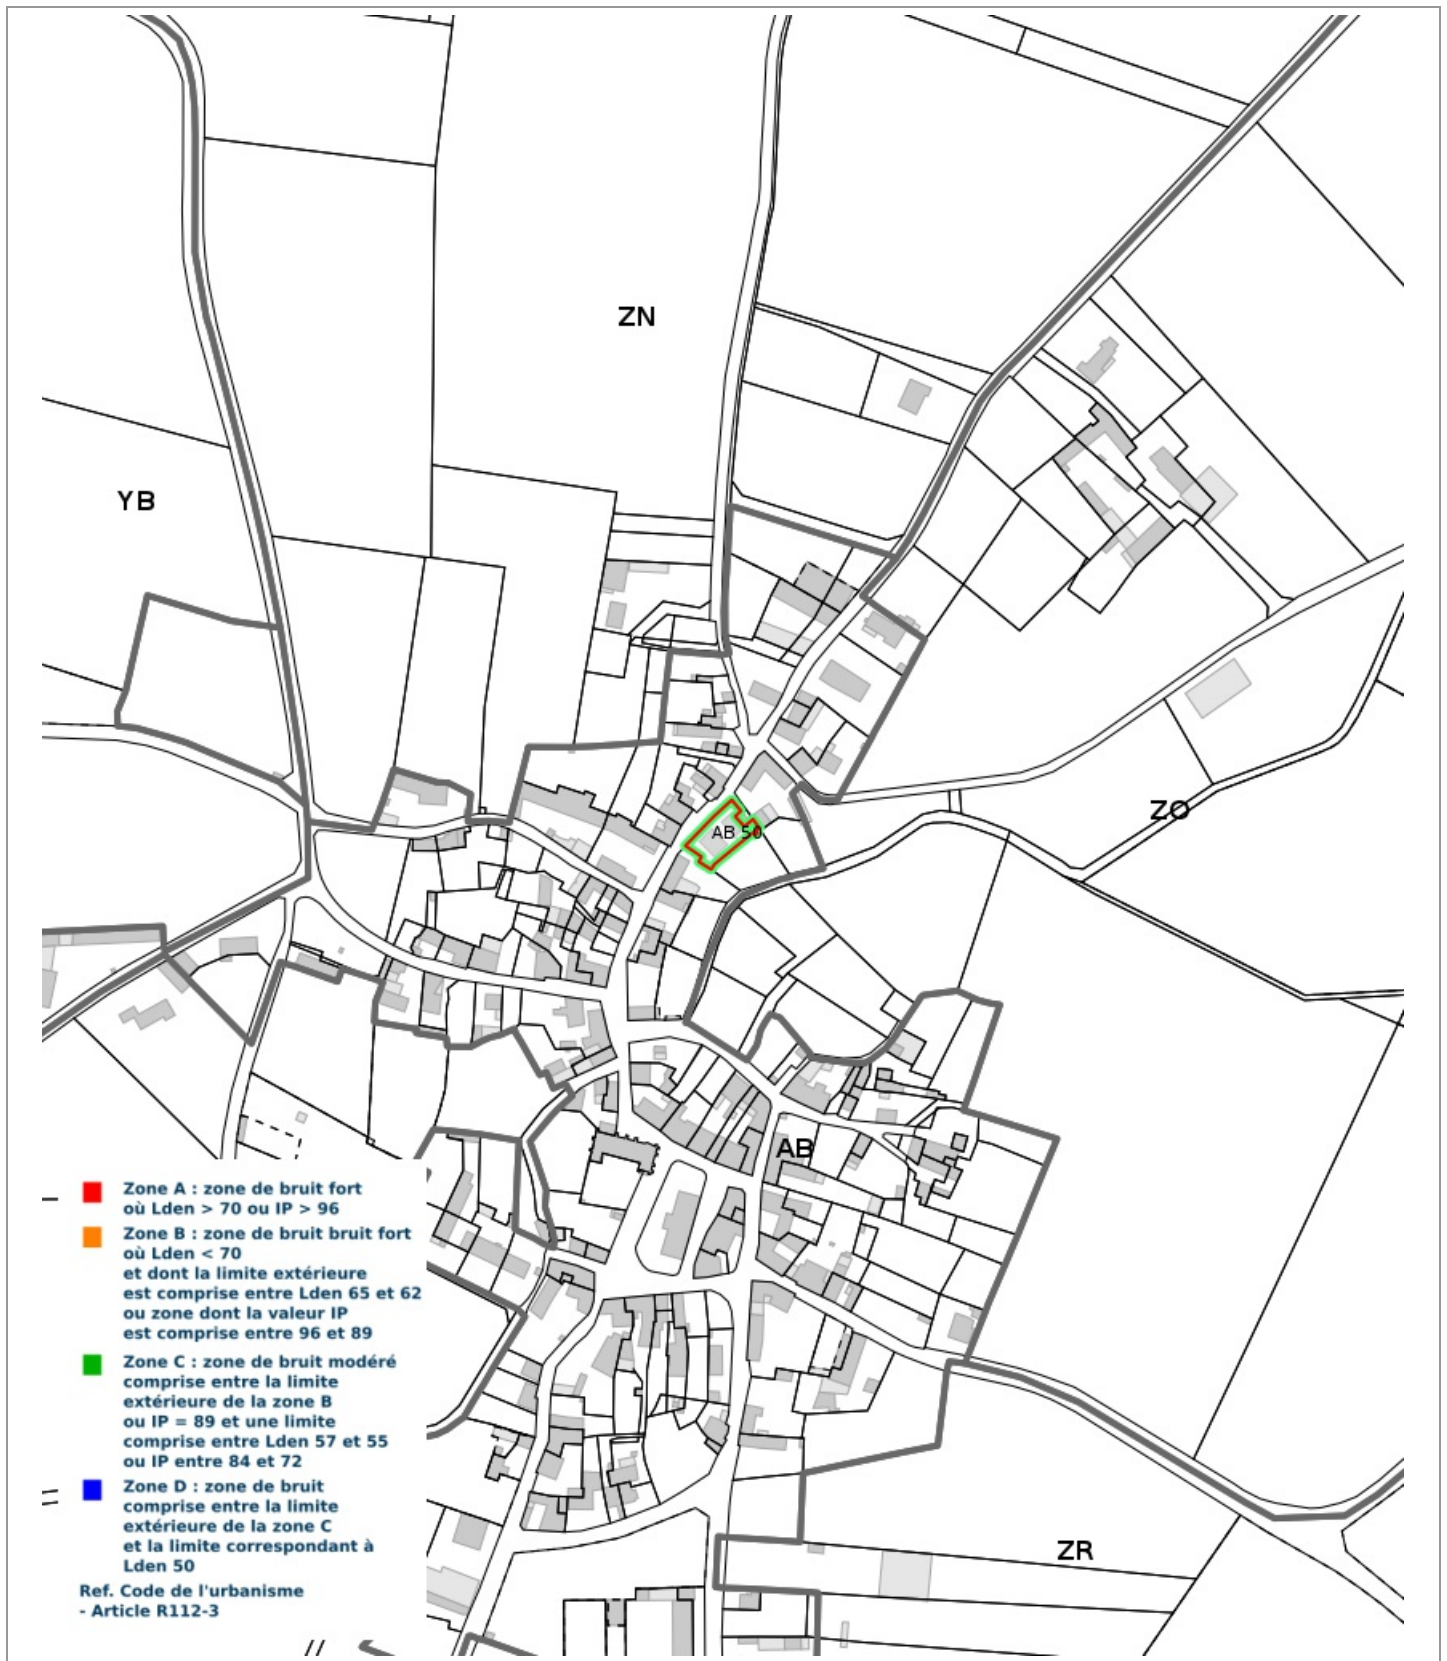 ZN
YB
AB 50
ZO
AB
Zone A : zone de bruit fort
où Lden > 70 ou IP > 96
Zone B : zone de bruit bruit fort
où Lden < 70
et dont la limite extérieure
est comprise entre Lden 65 et 62
ou zone dont la valeur IP
est comprise entre 96 et 89
Zone C : zone de bruit modéré
comprise entre la limite
extérieure de la zone B
ou IP = 89 et une limite
comprise entre Lden 57 et 55
ou IP entre 84 et 72
Zone D : zone de bruit
comprise entre la limite
extérieure de la zone C
et la limite correspondant à
Lden 50
Ref. Code de l'urbanisme
- Article R112-3
ZR